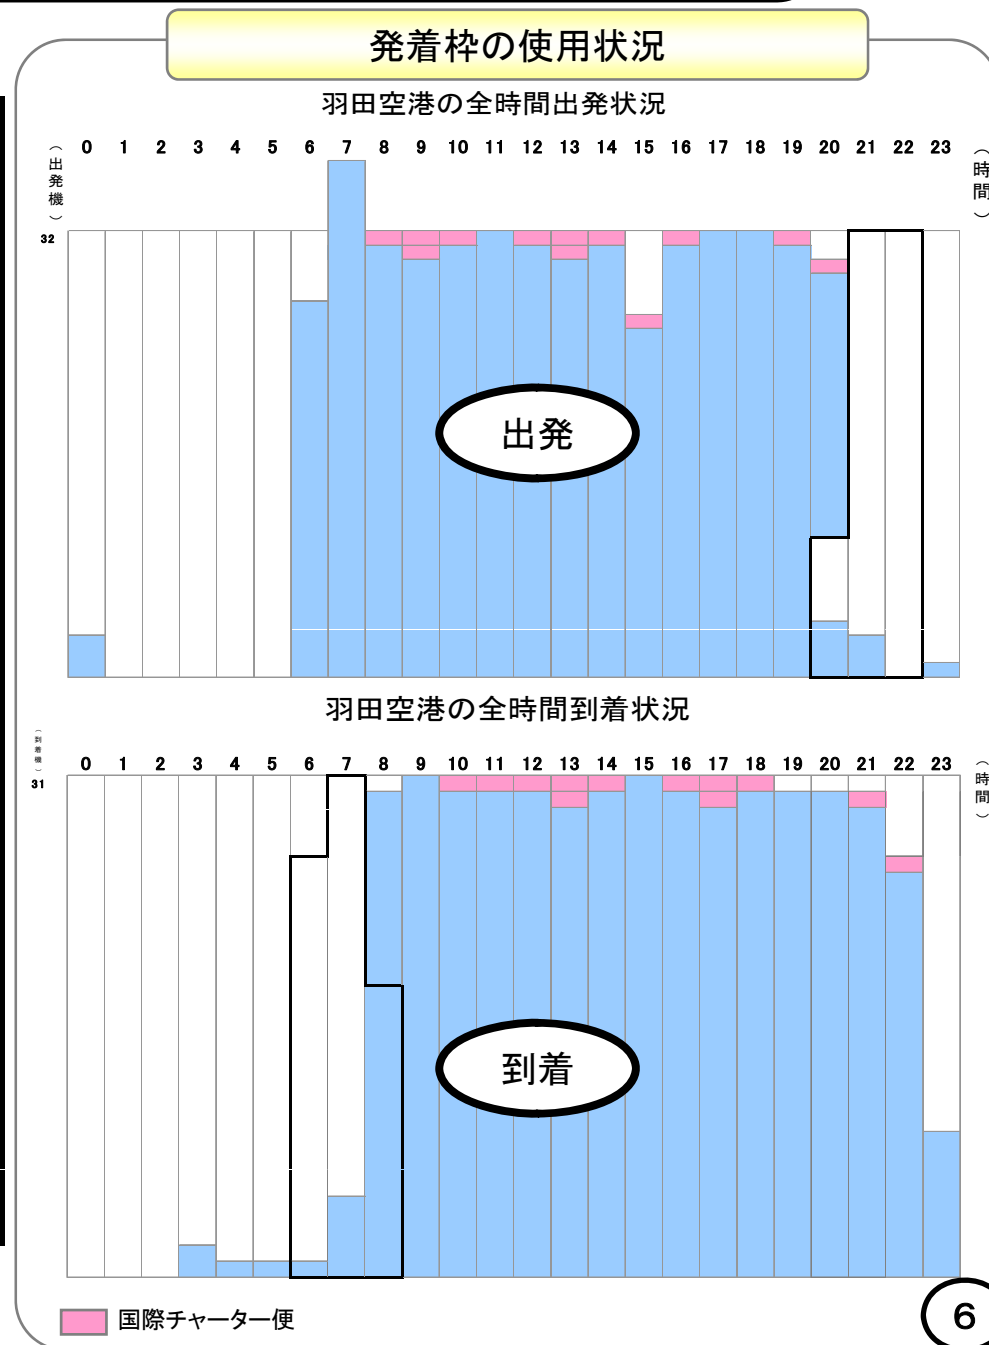 発着枠の使用状況
羽田空港の全時間出発状況
(出発機)
0 1 2 3 4 5 6 7 8 9 10 11 12 13 14 15 16 17 18 19 20 21 22 23
(時間)
32
出発
羽田空港の全時間到着状況
(到着機)
0 1 2 3 4 5 6 7 8 9 10 11 12 13 14 15 16 17 18 19 20 21 22 23
(時間)
31
到着
国際チャーター便
6